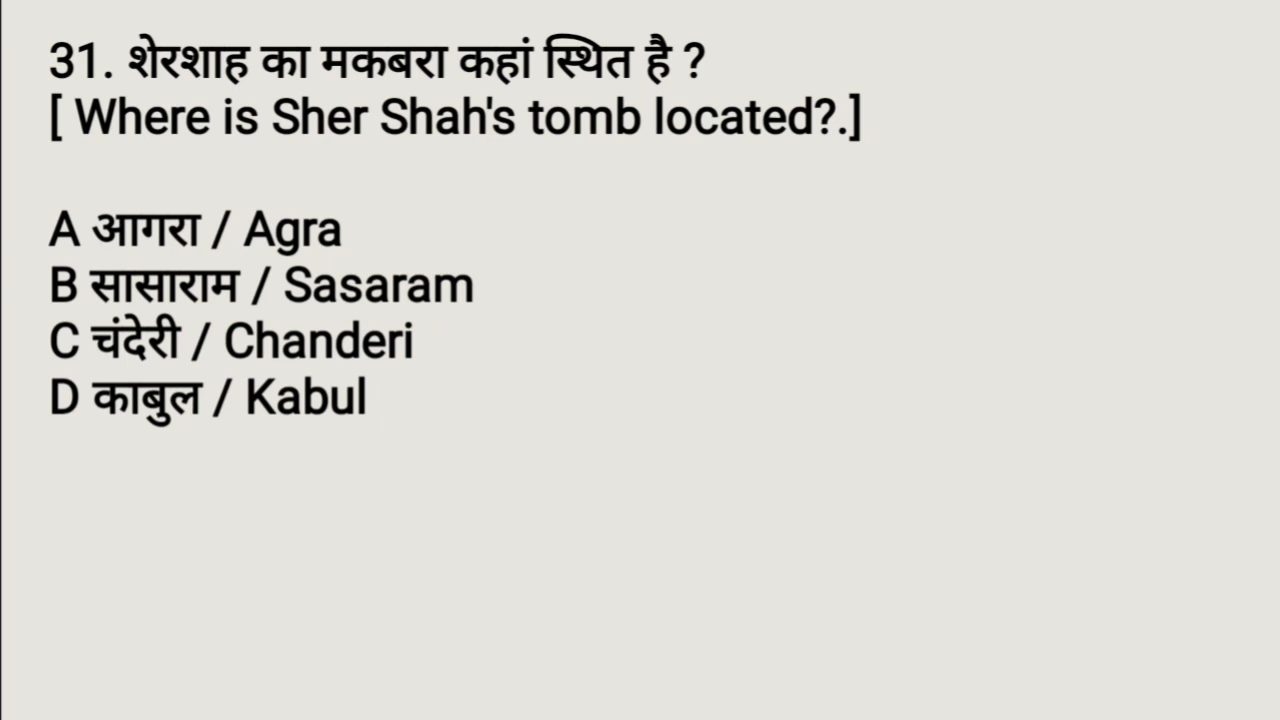 31. शेरशाह का मकबरा कहां स्थित है ?
[ Where is Sher Shah's tomb located?.]
A आगरा / Agra
B सासाराम / Sasaram
C चंदेरी / Chanderi
D काबुल / Kabul